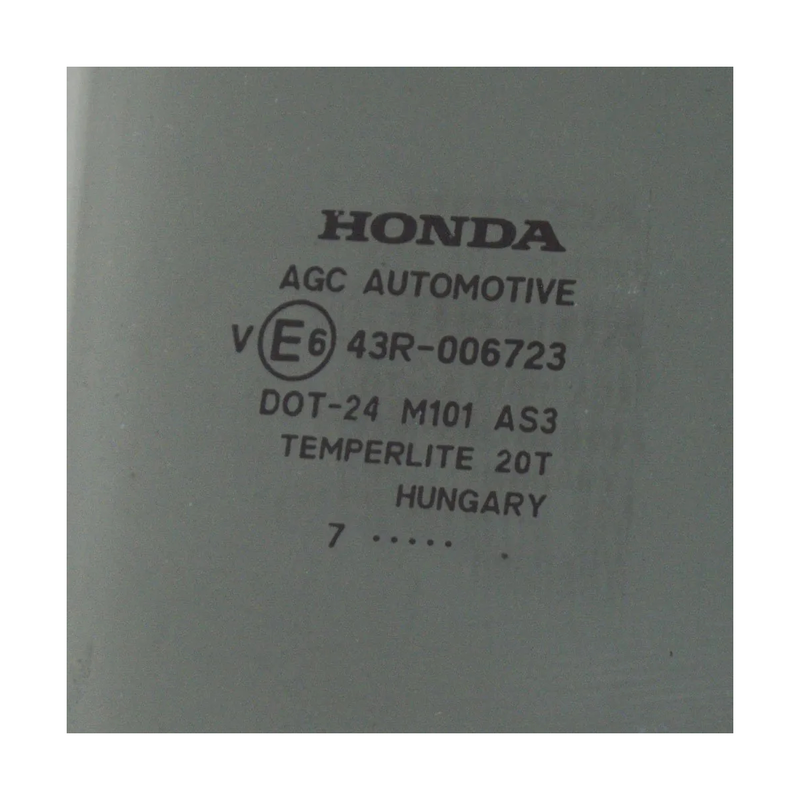 HONDA
AGC AUTOMOTIVE
V E6 43R-006723
DOT-24 M101 AS3
TEMPERLITE 20T
HUNGARY
7 .....